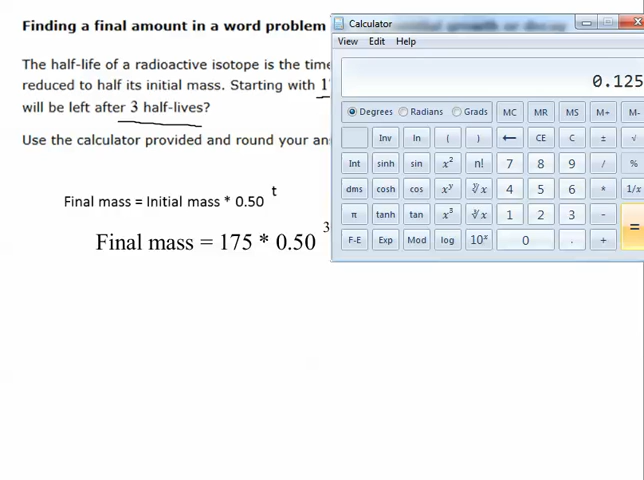 Finding a final amount in a word problem
Calculator
View Edit Help
The half-life of a radioactive isotope is the time
reduced to half its initial mass. Starting with
will be left after 3 half-lives?
Use the calculator provided and round your
0.125
Degrees Radians Grads MC MR MS M+ M-
Inv ln ( ) ← CE C ± √
Int sinh sin x² n! 7 8 9 / %
dms cosh cos xʸ ʸ√x 4 5 6 * 1/x
π tanh tan x³ ³√x 1 2 3 - =
F-E Exp Mod log 10ˣ 0 . +
Final mass = Initial mass * 0.50 t
Final mass = 175 * 0.50 3